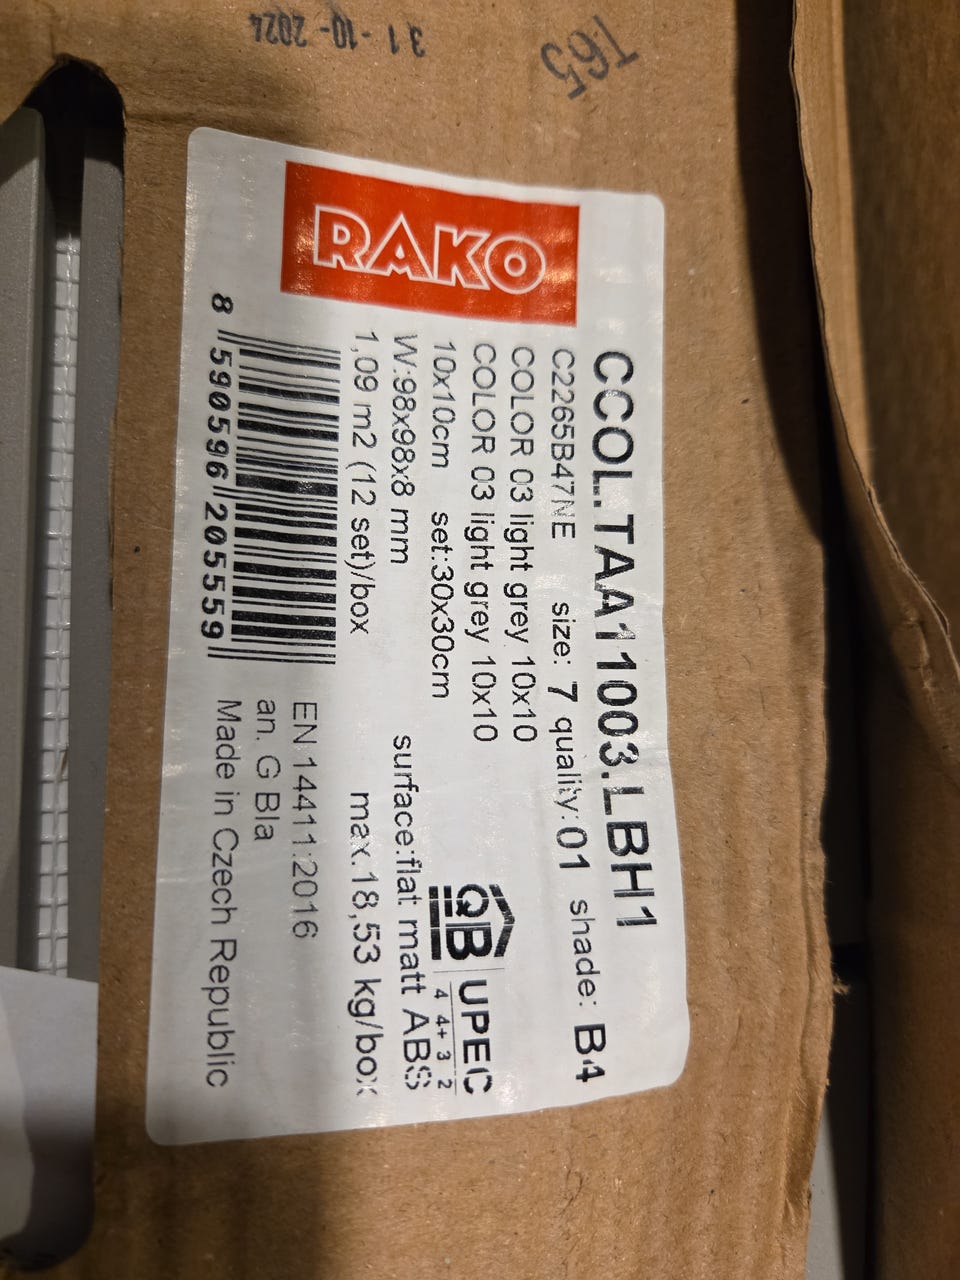 31-10-2024
T65
RAKO
CCOL.TAA11003.LBH1
C2265B47NE size: 7 quality:01 shade: B4
COLOR 03 light grey 10x10
COLOR 03 light grey 10x10
10x10cm set:30x30cm
W:98x98x8 mm surface:flat matt ABS
1,09 m2 (12 set)/box max.18,53 kg/box
QB UPEC
4 4+ 3 2
8 590596 205559
EN 14411:2016
an. G BIa
Made in Czech Republic